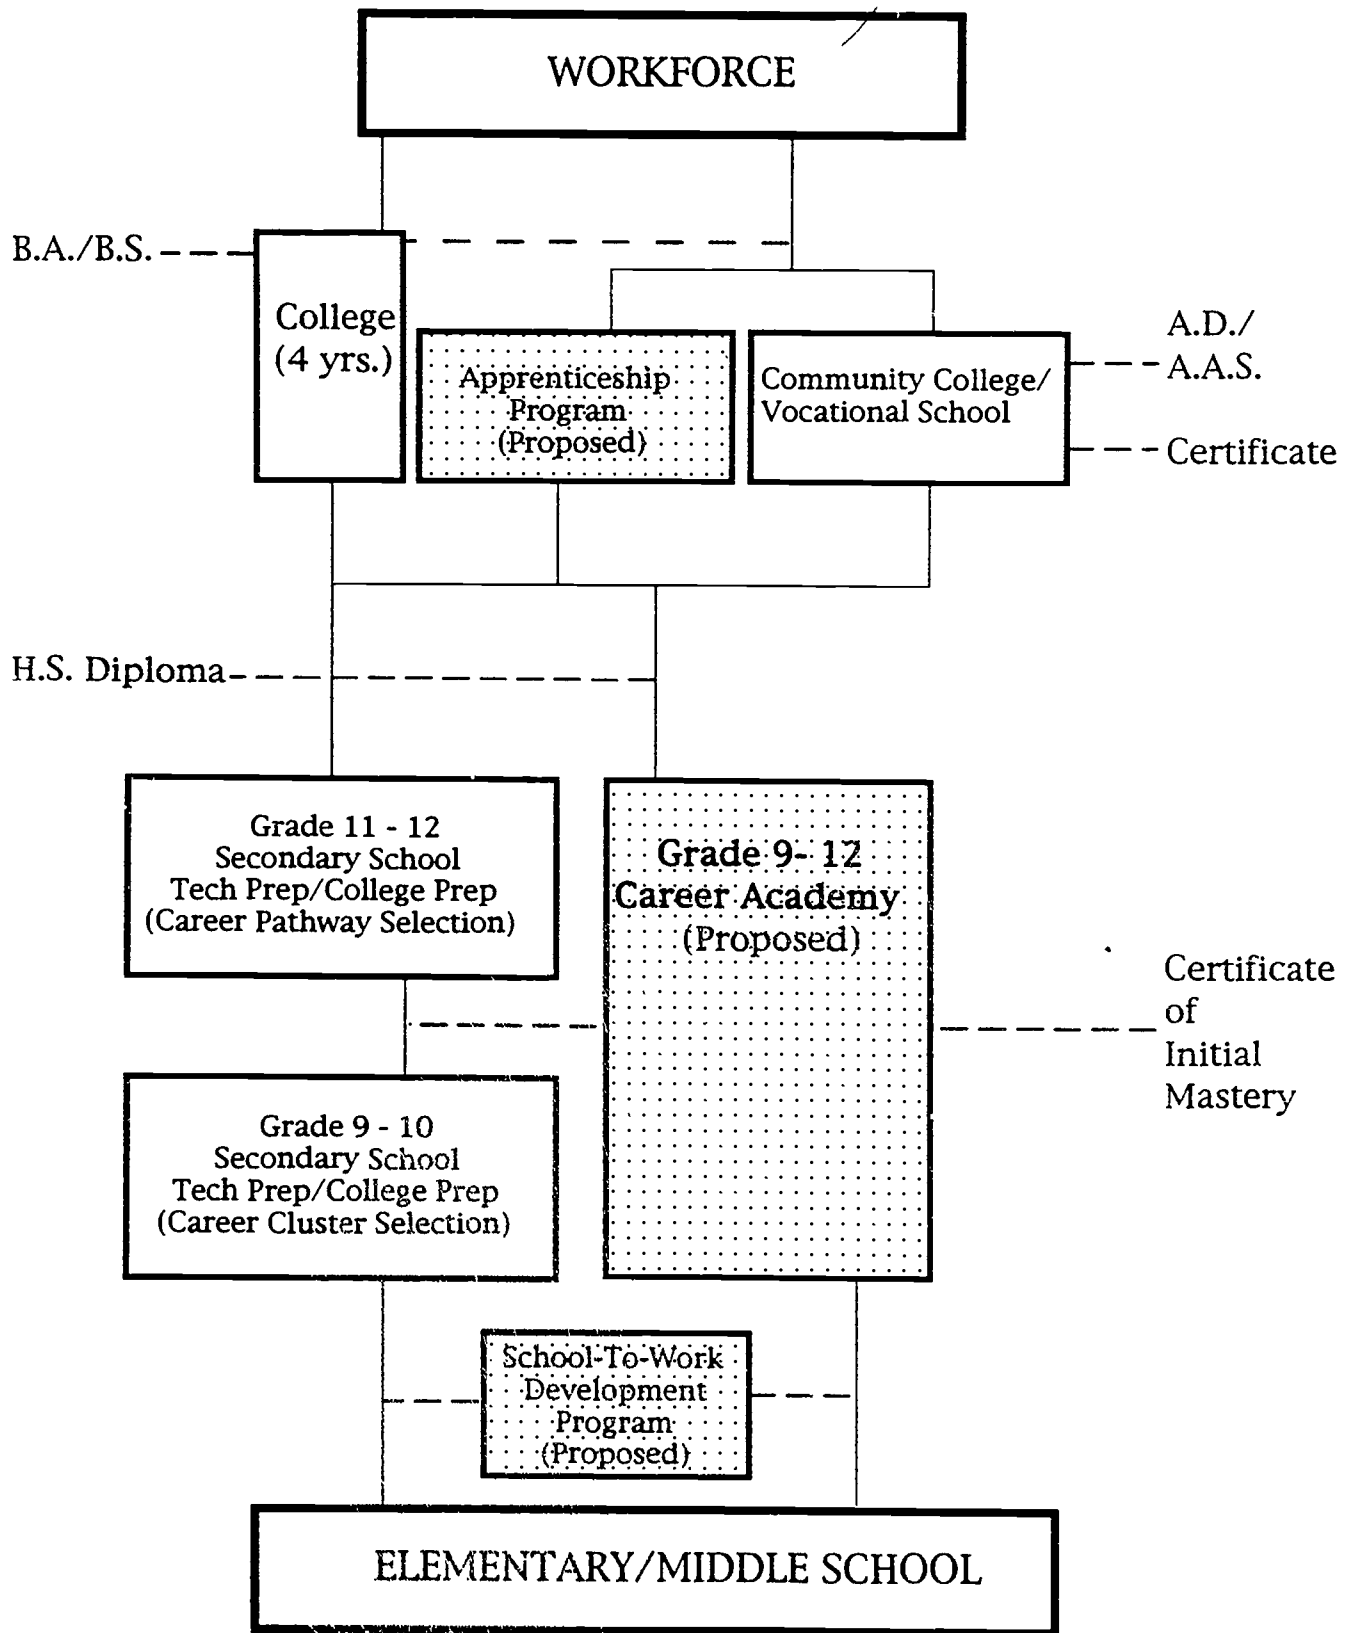 WORKFORCE
B.A./B.S.
College
(4 yrs.)
Apprenticeship
Program
(Proposed)
Community College/
Vocational School
A.D./
A.A.S.
Certificate
H.S. Diploma
Grade 11 - 12
Secondary School
Tech Prep/College Prep
(Career Pathway Selection)
Grade 9- 12
Career Academy
(Proposed)
Certificate
of
Initial
Mastery
Grade 9 - 10
Secondary School
Tech Prep/College Prep
(Career Cluster Selection)
School-To-Work
Development
Program
(Proposed)
ELEMENTARY/MIDDLE SCHOOL